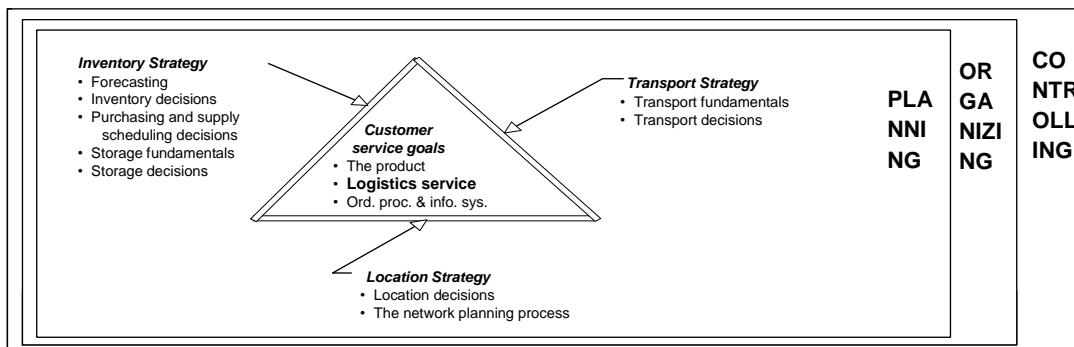 Inventory Strategy
• Forecasting
• Inventory decisions
• Purchasing and supply
scheduling decisions
• Storage fundamentals
• Storage decisions
Customer
service goals
• The product
• Logistics service
• Ord. proc. & info. sys.
Transport Strategy
• Transport fundamentals
• Transport decisions
Location Strategy
• Location decisions
• The network planning process
PLA
NNI
NG
OR
GA
NIZI
NG
CO
NTR
OLL
ING